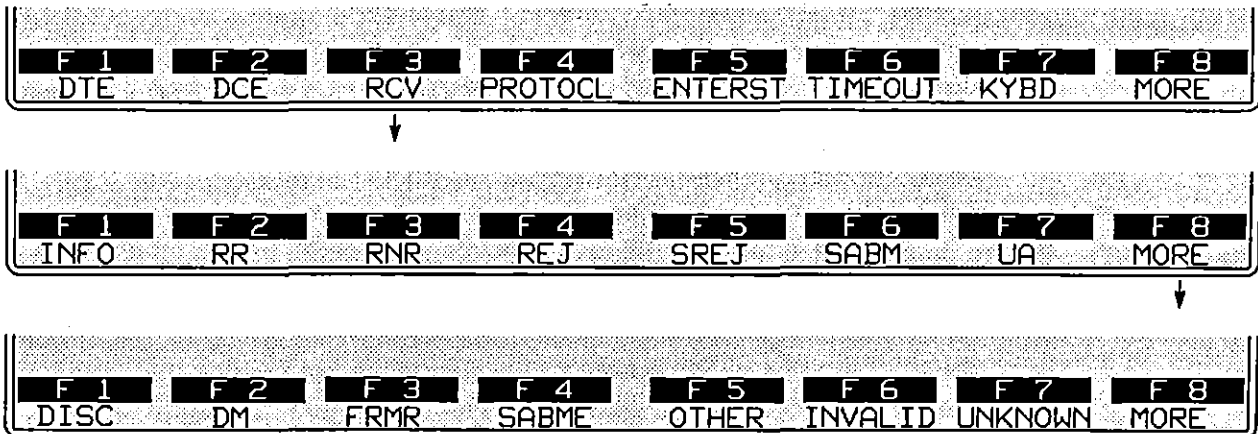 F 1 F 2 F 3 F 4 F 5 F 6 F 7 F 8
DTE DCE RCV PROTOCL ENTERST TIMEOUT KYBD MORE
F 1 F 2 F 3 F 4 F 5 F 6 F 7 F 8
INFO RR RNR REJ SREJ SABM UA MORE
F 1 F 2 F 3 F 4 F 5 F 6 F 7 F 8
DISC DM FRMR SABME OTHER INVALID UNKNOWN MORE